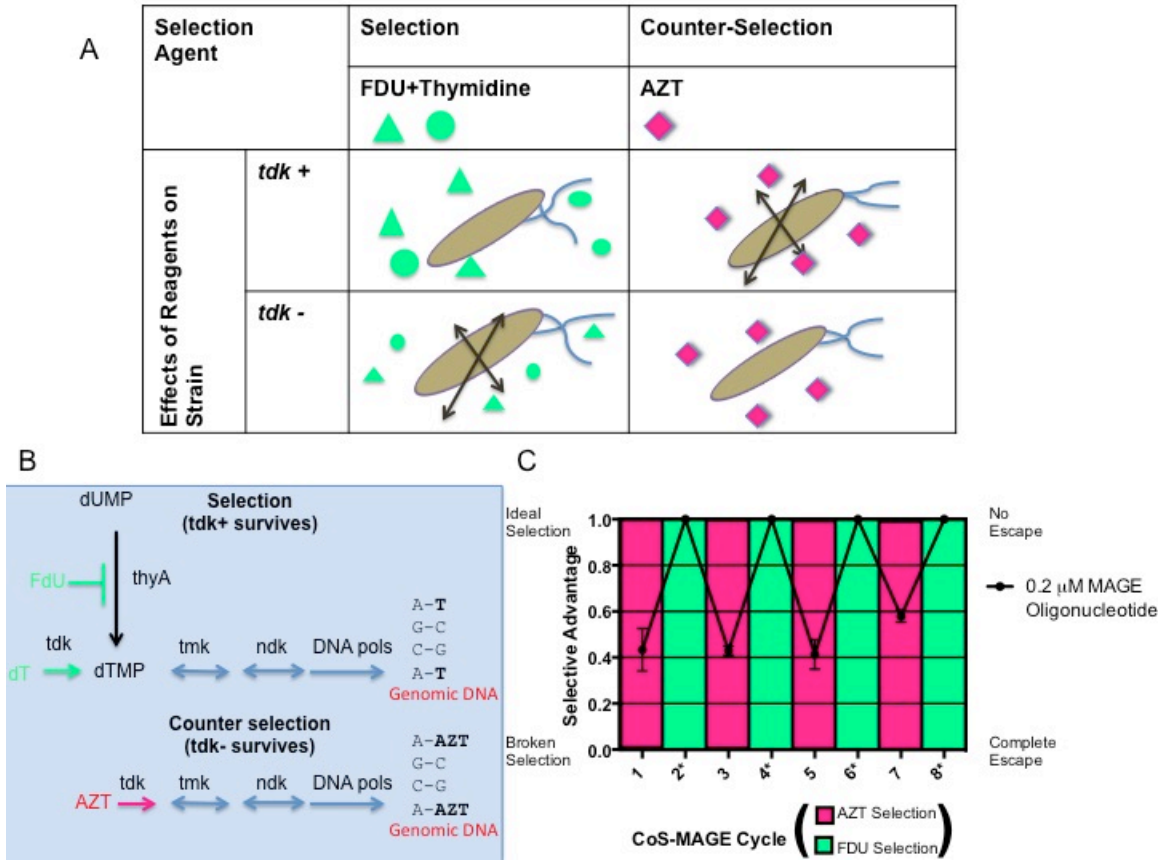 A
Selection
Agent
Selection
Counter-Selection
FDU+Thymidine
AZT
Effects of Reagents on
Strain
tdk +
tdk -
B
dUMP
Selection
(tdk+ survives)
FdU
thyA
tdk
dT
dTMP
tmk
ndk
DNA pols
A-T
G-C
C-G
A-T
Genomic DNA
Counter selection
(tdk- survives)
AZT
tdk
tmk
ndk
DNA pols
A-AZT
G-C
C-G
A-AZT
Genomic DNA
C
Ideal
Selection
Broken
Selection
Selective Advantage
1.0
0.8
0.6
0.4
0.2
0.0
1
2*
3
4*
5
6*
7
8*
No
Escape
0.2 μM MAGE
Oligonucleotide
Complete
Escape
CoS-MAGE Cycle
(
AZT Selection
FDU Selection
)